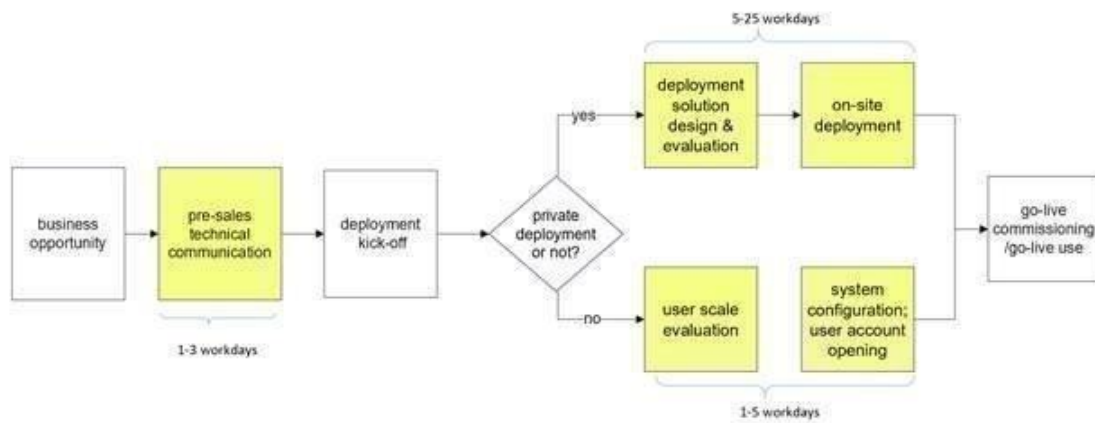 5-25 workdays
deployment
solution
design &
evaluation
on-site
deployment
yes
business
opportunity
pre-sales
technical
communication
deployment
kick-off
private
deployment
or not?
go-live
commissioning
/go-live use
no
user scale
evaluation
system
configuration;
user account
opening
1-3 workdays
1-5 workdays